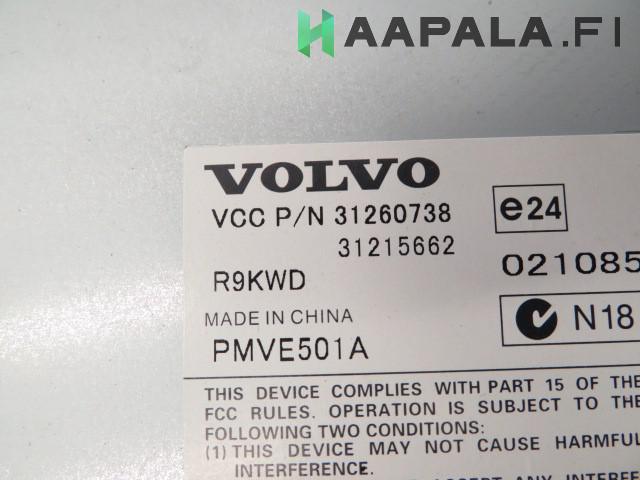 HAAPALA.FI
VOLVO
VCC P/N 31260738
31215662
e24
R9KWD
021085
MADE IN CHINA
N18
PMVE501A
THIS DEVICE COMPLIES WITH PART 15 OF THE
FCC RULES. OPERATION IS SUBJECT TO THE
FOLLOWING TWO CONDITIONS:
(1) THIS DEVICE MAY NOT CAUSE HARMFUL
INTERFERENCE.
ACCEPT ANY